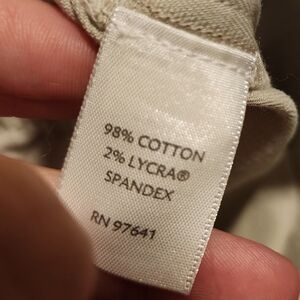 98% COTTON
2% LYCRA®
SPANDEX
RN 97641